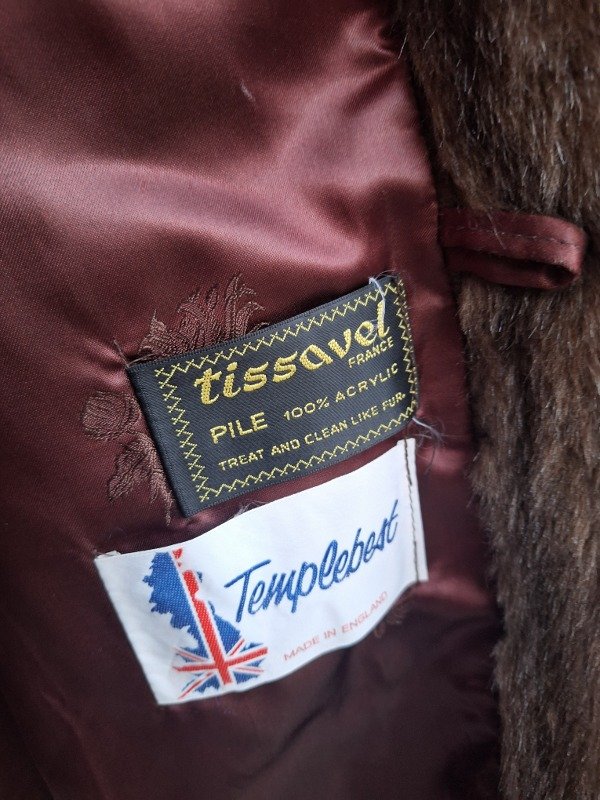 tissavel
FRANCE
PILE 100% ACRYLIC
TREAT AND CLEAN LIKE FUR
Templebest
MADE IN ENGLAND